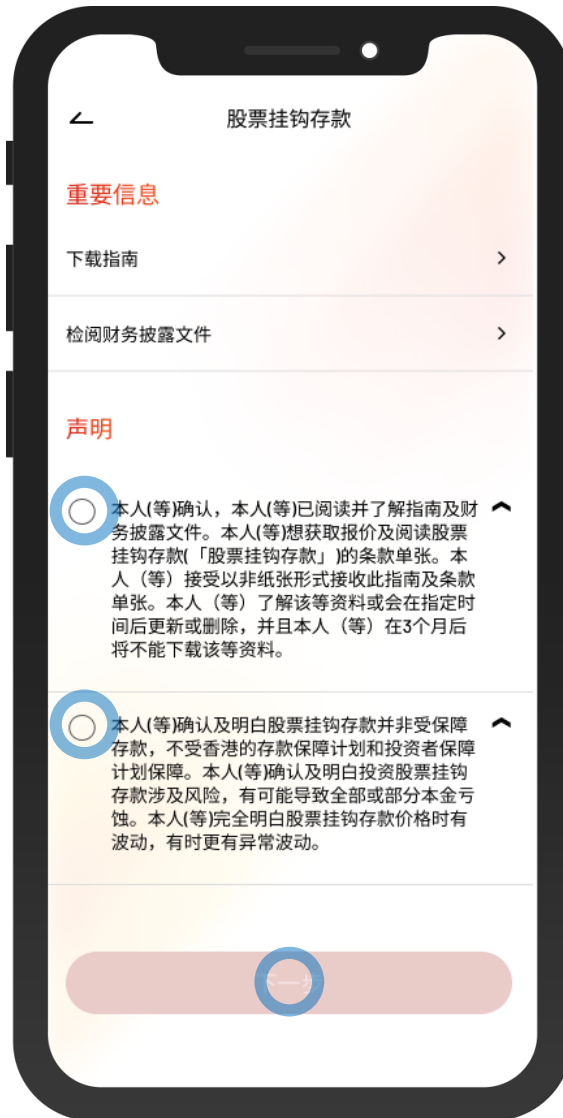 股票挂钩存款
重要信息
下载指南
检阅财务披露文件
声明
本人(等)确认，本人(等)已阅读并了解指南及财
务披露文件。本人(等)想获取报价及阅读股票
挂钩存款(「股票挂钩存款」)的条款单张。本
人（等）接受以非纸张形式接收此指南及条款
单张。本人（等）了解该等资料或会在指定时
间后更新或删除，并且本人（等）在3个月后
将不能下载该等资料。
本人(等)确认及明白股票挂钩存款并非受保障
存款，不受香港的存款保障计划和投资者保障
计划保障。本人(等)确认及明白投资股票挂钩
存款涉及风险，有可能导致全部或部分本金亏
蚀。本人(等)完全明白股票挂钩存款价格时有
波动，有时更有异常波动。
下一步